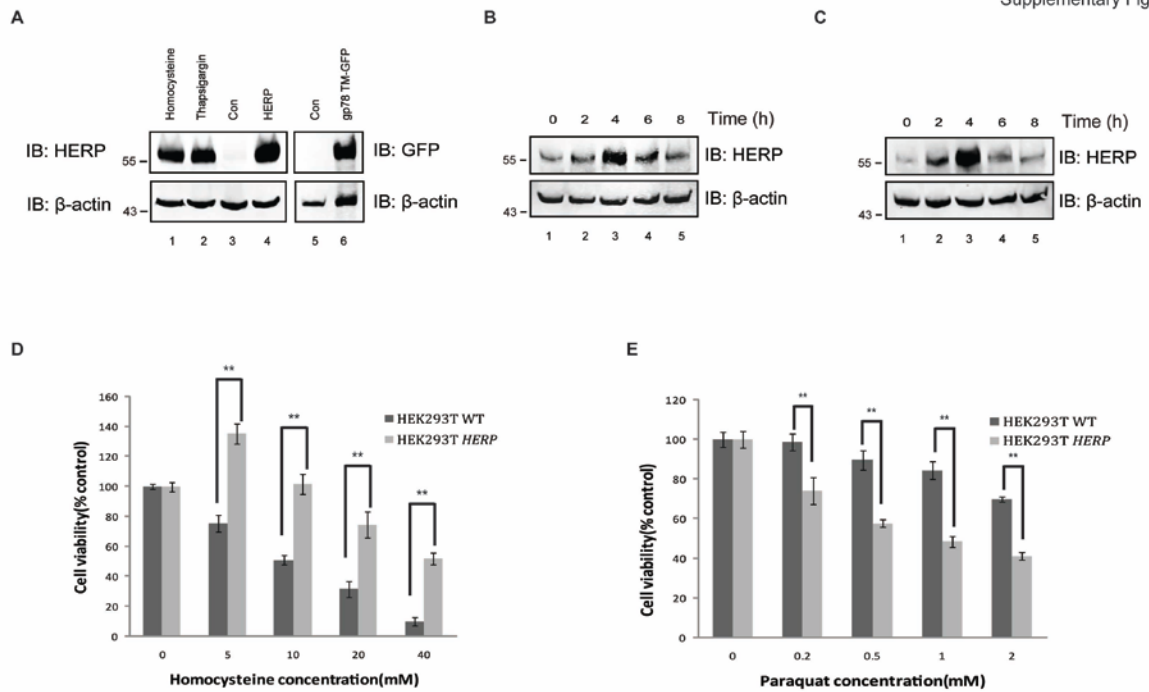 Supplementary Fig
A
Homocysteine
Thapsigargin
Con
HERP
Con
gp78 TM-GFP
IB: HERP
55
IB: GFP
IB: β-actin
43
IB: β-actin
1 2 3 4 5 6
B
0 2 4 6 8 Time (h)
55
IB: HERP
43
IB: β-actin
1 2 3 4 5
C
0 2 4 6 8 Time (h)
55
IB: HERP
43
IB: β-actin
1 2 3 4 5
D
Cell viability(% control)
160
140
120
100
80
60
40
20
0
**
**
**
**
HEK293T WT
HEK293T HERP
0 5 10 20 40
Homocysteine concentration(mM)
E
Cell viability(% control)
120
100
80
60
40
20
0
**
**
**
**
HEK293T WT
HEK293T HERP
0 0.2 0.5 1 2
Paraquat concentration(mM)